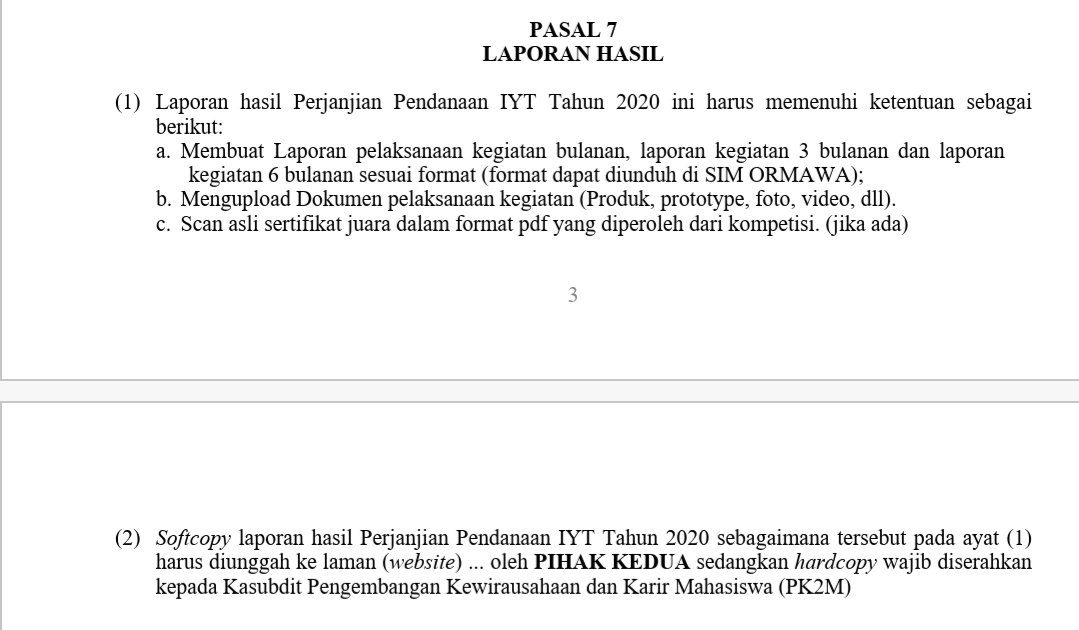 PASAL 7
LAPORAN HASIL
(1) Laporan hasil Perjanjian Pendanaan IYT Tahun 2020 ini harus memenuhi ketentuan sebagai
berikut:
a. Membuat Laporan pelaksanaan kegiatan bulanan, laporan kegiatan 3 bulanan dan laporan
kegiatan 6 bulanan sesuai format (format dapat diunduh di SIM ORMAWA);
b. Mengupload Dokumen pelaksanaan kegiatan (Produk, prototype, foto, video, dll).
c. Scan asli sertifikat juara dalam format pdf yang diperoleh dari kompetisi. (jika ada)
3
(2) Softcopy laporan hasil Perjanjian Pendanaan IYT Tahun 2020 sebagaimana tersebut pada ayat (1)
harus diunggah ke laman (website) ... oleh PIHAK KEDUA sedangkan hardcopy wajib diserahkan
kepada Kasubdit Pengembangan Kewirausahaan dan Karir Mahasiswa (PK2M)